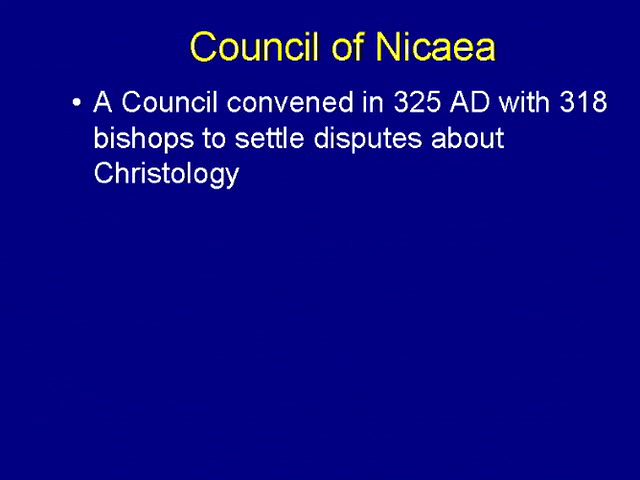 Council of Nicaea
• A Council convened in 325 AD with 318
bishops to settle disputes about
Christology